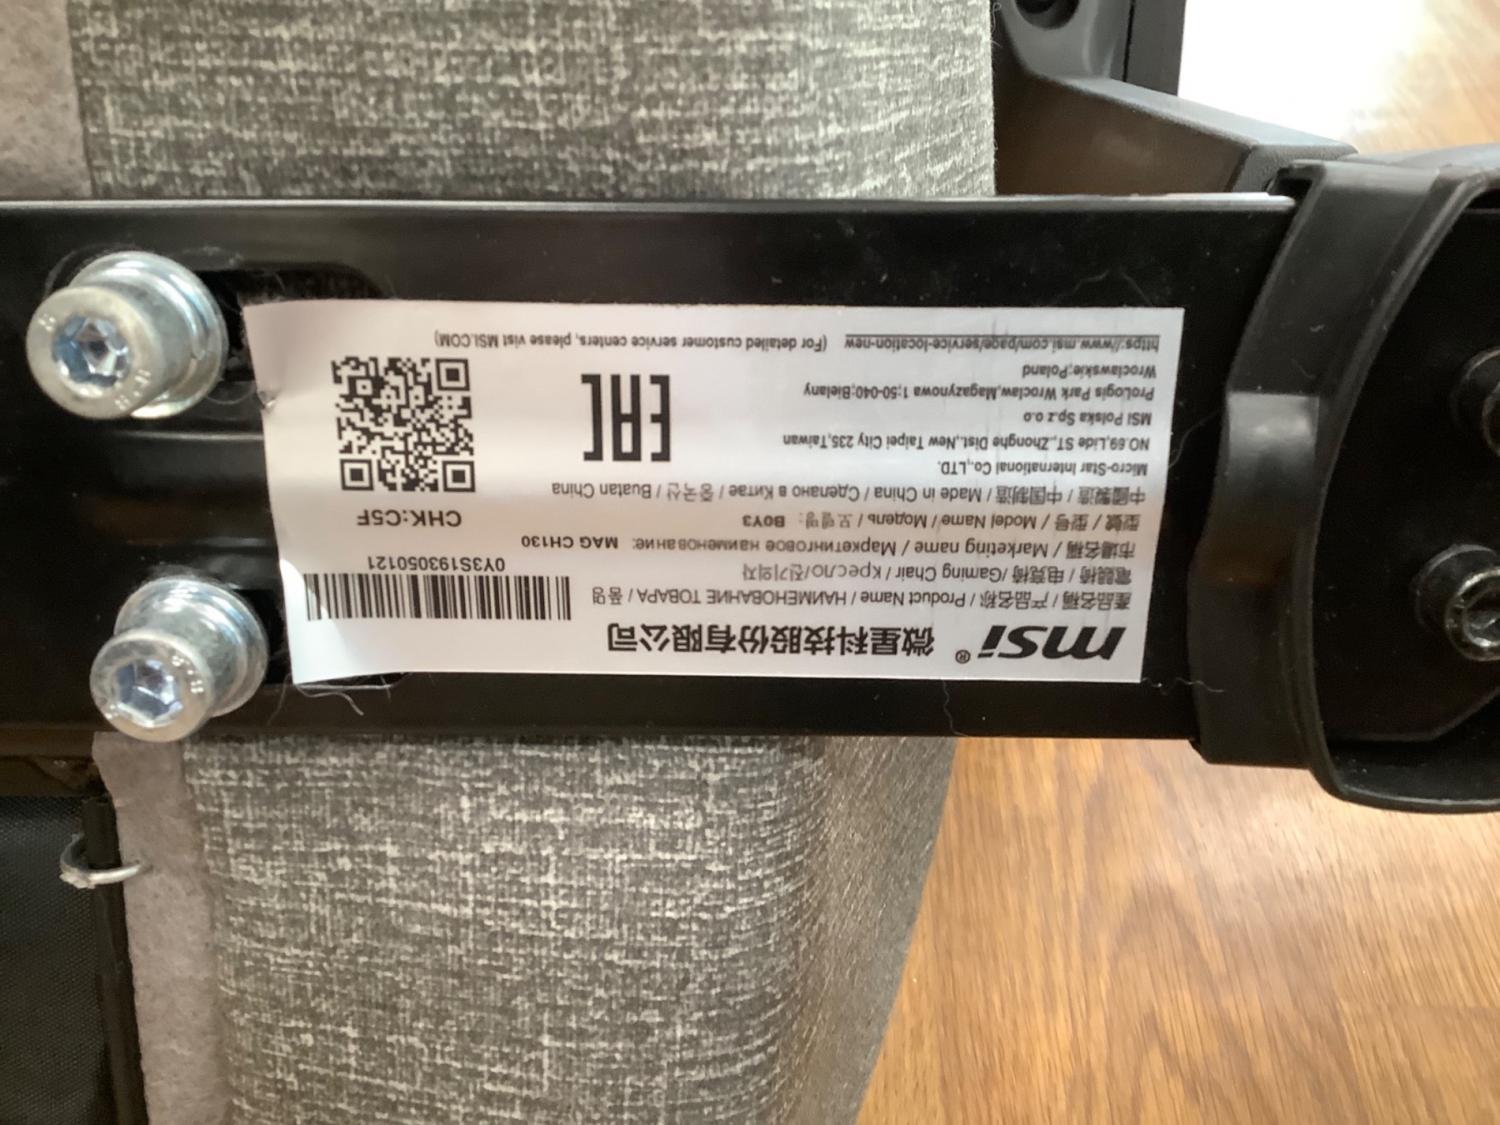 msi® 微星科技股份有限公司
產品名稱 / 产品名称 / Product Name / НАИМЕНОВАНИЕ ТОВАРА / 품명
電競椅 / 电竞椅 /Gaming Chair / Кресло/전기의자
市場名稱 / Marketing name / Маркетинговое наименование: MAG CH130
型號 / 型号 / Model Name / Модель / 모델명: B0Y3
中國製造 / 中国制造 / Made in China / Сделано в Китае / 중국산 / Buatan China
Micro-Star International Co.,LTD.
NO.69,Lide ST.,Zhonghe Dist.,New Taipei City 235,Taiwan
MSI Polska Sp.z o.o
ProLogis Park Wroclaw,Magazynowa 1;50-040;Bielany
Wroclawskie;Poland
https://www.msi.com/page/service-location-new (For detailed customer service centers, please vist MSI.COM)
0Y3S193050121
CHK:C5F
EAC